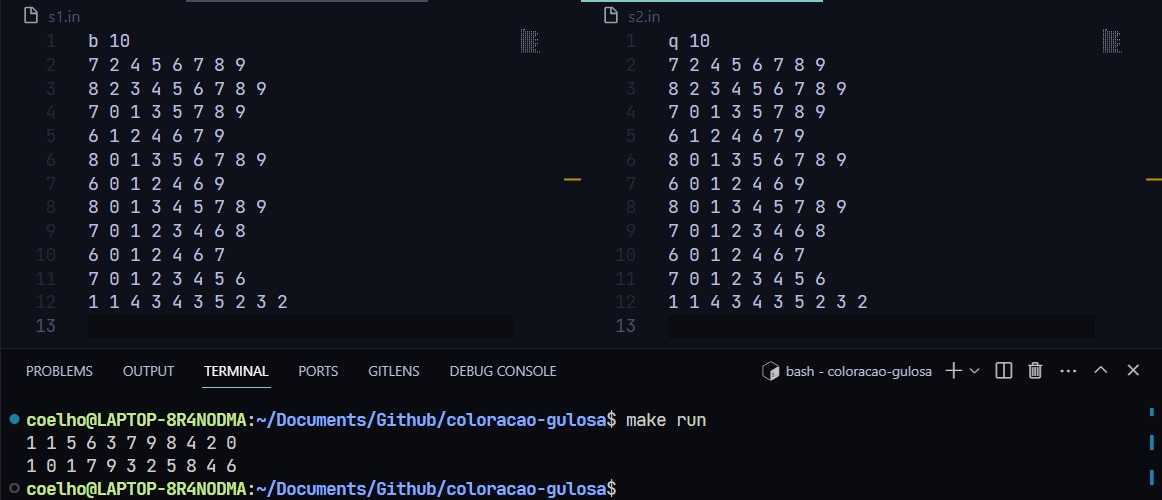 s1.in
1 b 10
2 7 2 4 5 6 7 8 9
3 8 2 3 4 5 6 7 8 9
4 7 0 1 3 5 7 8 9
5 6 1 2 4 6 7 9
6 8 0 1 3 5 6 7 8 9
7 6 0 1 2 4 6 9
8 8 0 1 3 4 5 7 8 9
9 7 0 1 2 3 4 6 8
10 6 0 1 2 4 6 7
11 7 0 1 2 3 4 5 6
12 1 1 4 3 4 3 5 2 3 2
13
s2.in
1 q 10
2 7 2 4 5 6 7 8 9
3 8 2 3 4 5 6 7 8 9
4 7 0 1 3 5 7 8 9
5 6 1 2 4 6 7 9
6 8 0 1 3 5 6 7 8 9
7 6 0 1 2 4 6 9
8 8 0 1 3 4 5 7 8 9
9 7 0 1 2 3 4 6 8
10 6 0 1 2 4 6 7
11 7 0 1 2 3 4 5 6
12 1 1 4 3 4 3 5 2 3 2
13
PROBLEMS OUTPUT TERMINAL PORTS GITLENS DEBUG CONSOLE bash - coloracao-gulosa
coelho@LAPTOP-8R4NODMA:~/Documents/Github/coloracao-gulosa$ make run
1 1 5 6 3 7 9 8 4 2 0
1 0 1 7 9 3 2 5 8 4 6
coelho@LAPTOP-8R4NODMA:~/Documents/Github/coloracao-gulosa$